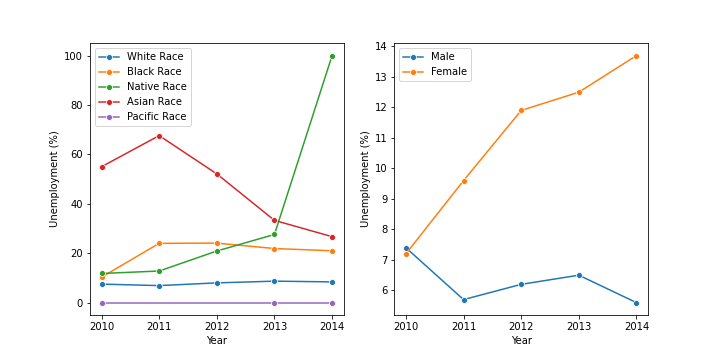 White Race
Black Race
Native Race
Asian Race
Pacific Race
Unemployment (%)
100
80
60
40
20
0
2010 2011 2012 2013 2014
Year
Male
Female
Unemployment (%)
14
13
12
11
10
9
8
7
6
2010 2011 2012 2013 2014
Year